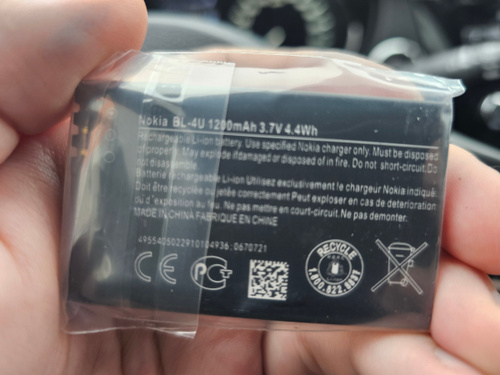 Nokia BL-4U 1200mAh 3.7V 4.4Wh
Rechargeable Li-ion battery. Use specified Nokia charger only. Must be disposed
of properly. May explode if damaged or disposed of in fire. Do not short-circuit. Do
not disassemble
Batterie rechargeable Li-ion Utilisez exclusivement le chargeur Nokia indiqué
Doit être recyclée ou jetée correctement Peut exploser en cas de deterioration
ou d'exposition au feu. Ne pas mettre en court-circuit. Ne pas demonter.
MADE IN CHINA FABRIQUE EN CHINE
4955405022910104936:0670721
CE
RECYCLE
1.800.822.8837